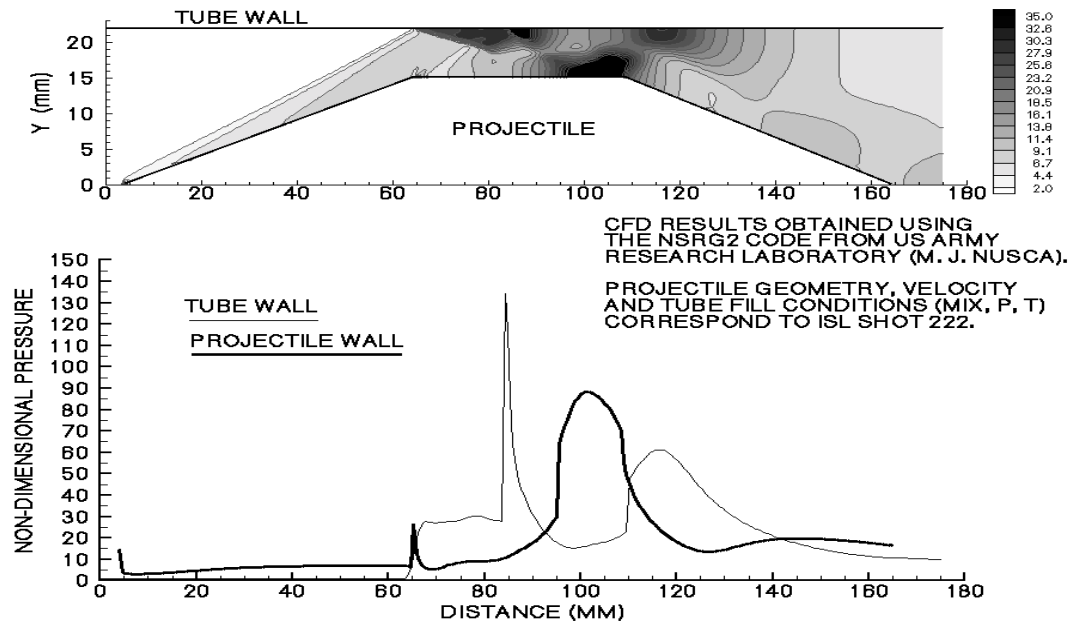 TUBE WALL
Y (mm)
20
15
10
5
0
PROJECTILE
0 20 40 60 80 100 120 140 160 180
35.0
32.6
30.3
27.9
25.6
23.2
20.9
18.5
16.1
13.8
11.4
9.1
6.7
4.4
2.0
CFD RESULTS OBTAINED USING
THE NSRG2 CODE FROM US ARMY
RESEARCH LABORATORY (M. J. NUSCA).
PROJECTILE GEOMETRY, VELOCITY
AND TUBE FILL CONDITIONS (MIX, P, T)
CORRESPOND TO ISL SHOT 222.
NON-DIMENSIONAL PRESSURE
150
140
130
120
110
100
90
80
70
60
50
40
30
20
10
0
TUBE WALL
PROJECTILE WALL
0 20 40 60 80 100 120 140 160 180
DISTANCE (MM)